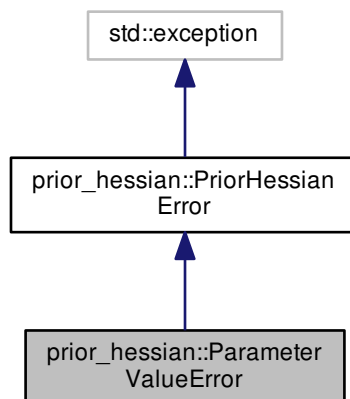 std::exception
prior_hessian::PriorHessian
Error
prior_hessian::Parameter
ValueError